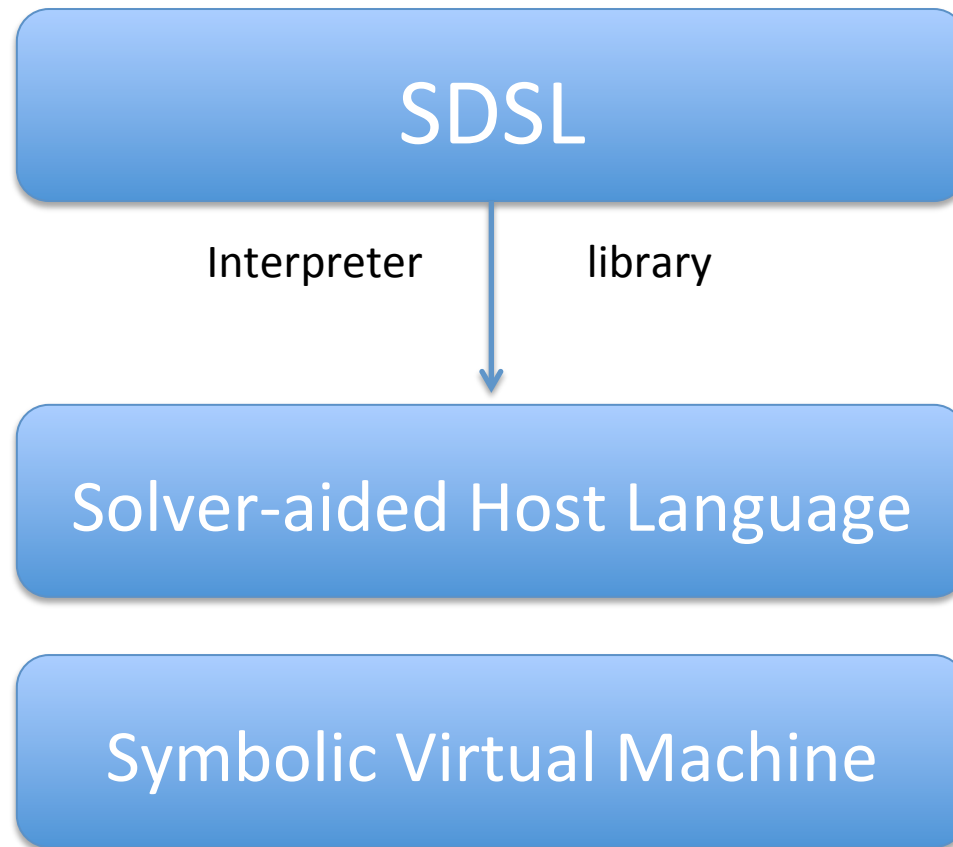 SDSL
Interpreter library
Solver-aided Host Language
Symbolic Virtual Machine